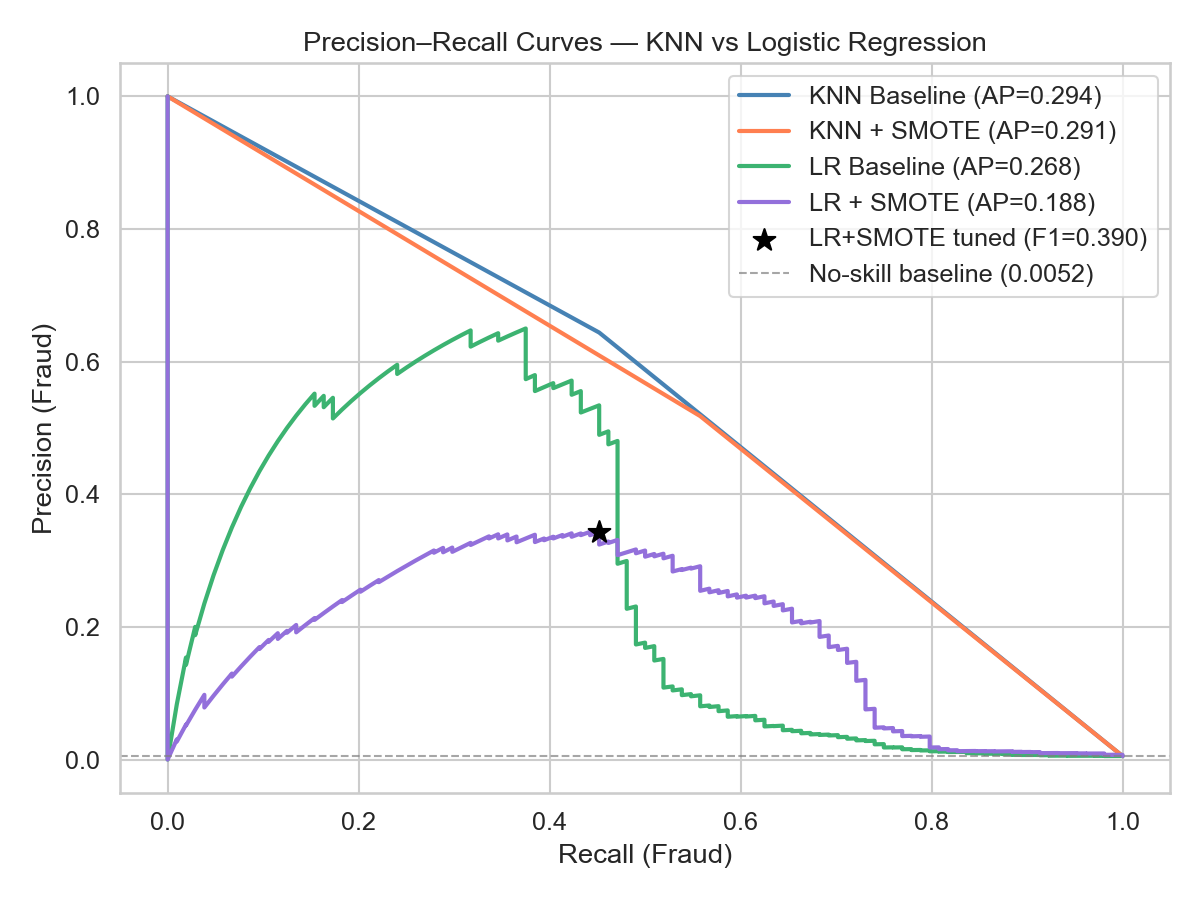 Precision–Recall Curves — KNN vs Logistic Regression
KNN Baseline (AP=0.294)
KNN + SMOTE (AP=0.291)
LR Baseline (AP=0.268)
LR + SMOTE (AP=0.188)
LR+SMOTE tuned (F1=0.390)
No-skill baseline (0.0052)
Precision (Fraud)
1.0
0.8
0.6
0.4
0.2
0.0
0.0 0.2 0.4 0.6 0.8 1.0
Recall (Fraud)